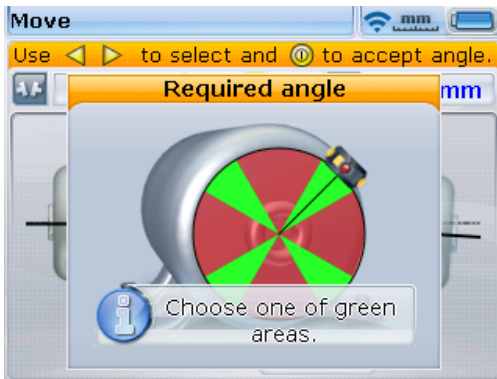 Move
mm
Use ◁ ▷ to select and to accept angle.
Required angle
mm
Choose one of green
areas.